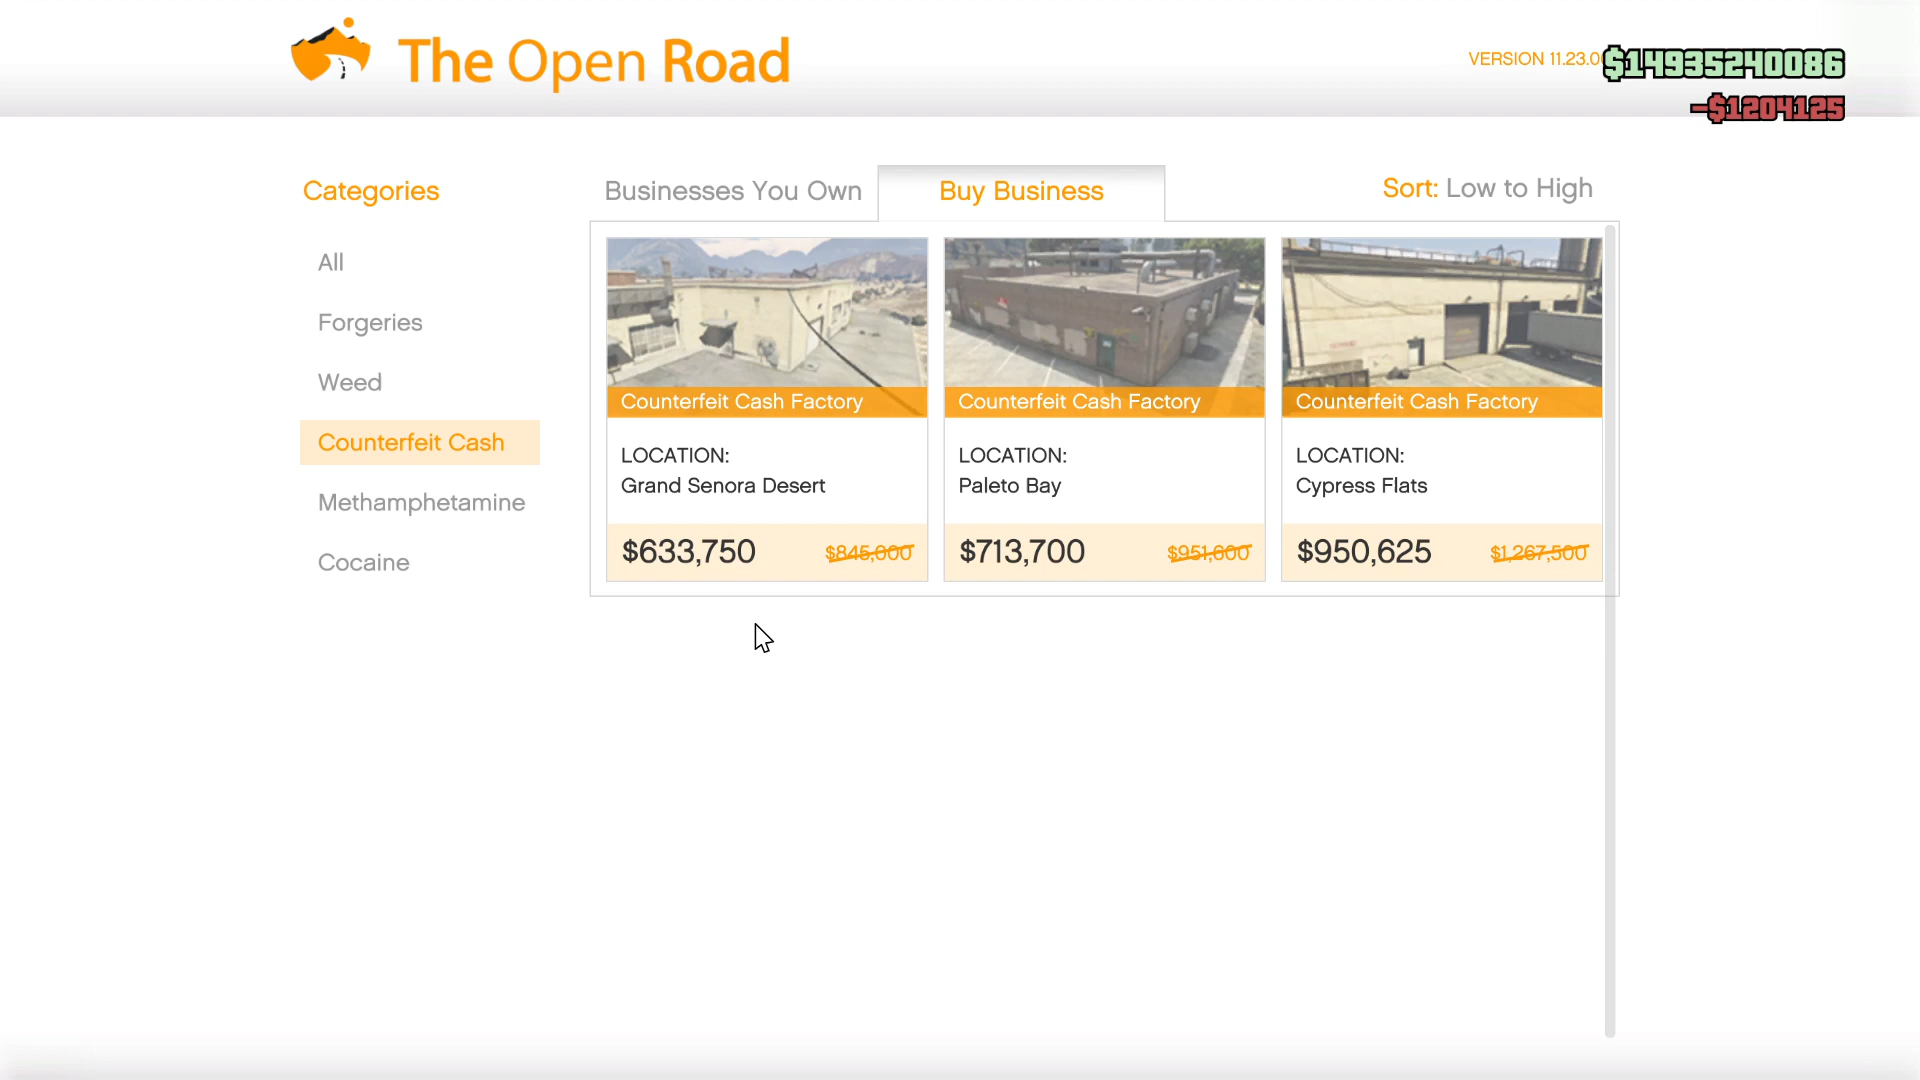 The Open Road
VERSION 11.23.0
$14935240086
-$1204125
Categories
All
Forgeries
Weed
Counterfeit Cash
Methamphetamine
Cocaine
Businesses You Own
Buy Business
Sort: Low to High
Counterfeit Cash Factory
LOCATION:
Grand Senora Desert
$633,750
$845,000
Counterfeit Cash Factory
LOCATION:
Paleto Bay
$713,700
$951,600
Counterfeit Cash Factory
LOCATION:
Cypress Flats
$950,625
$1,267,500